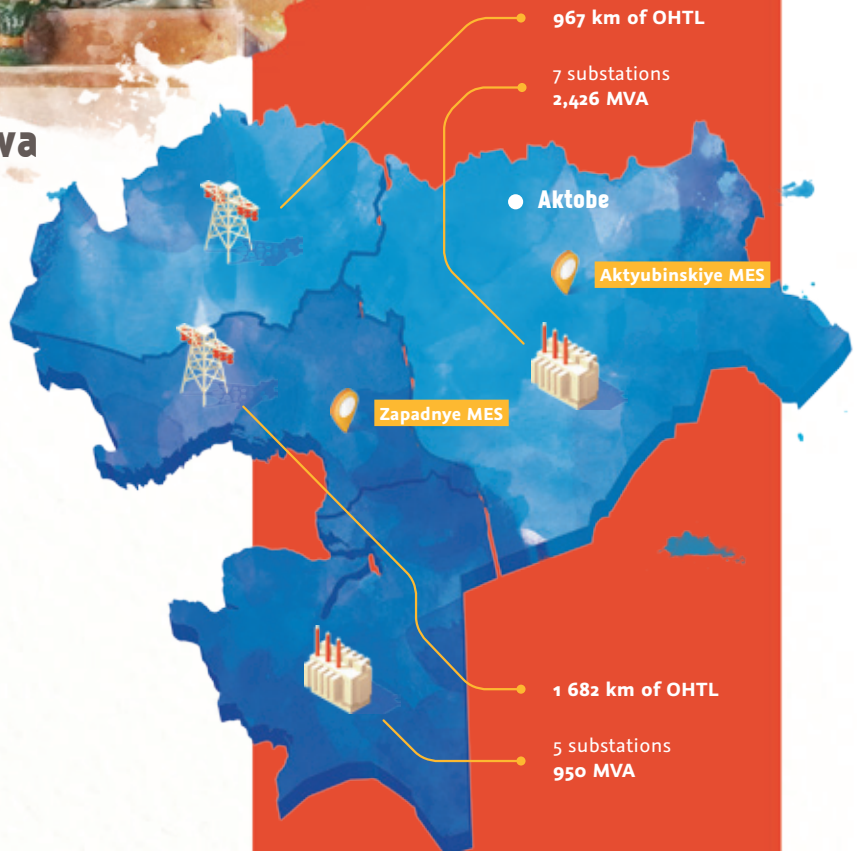 967 km of OHTL
7 substations
2,426 MVA
Aktobe
Aktyubinskiye MES
Zapadnye MES
1 682 km of OHTL
5 substations
950 MVA